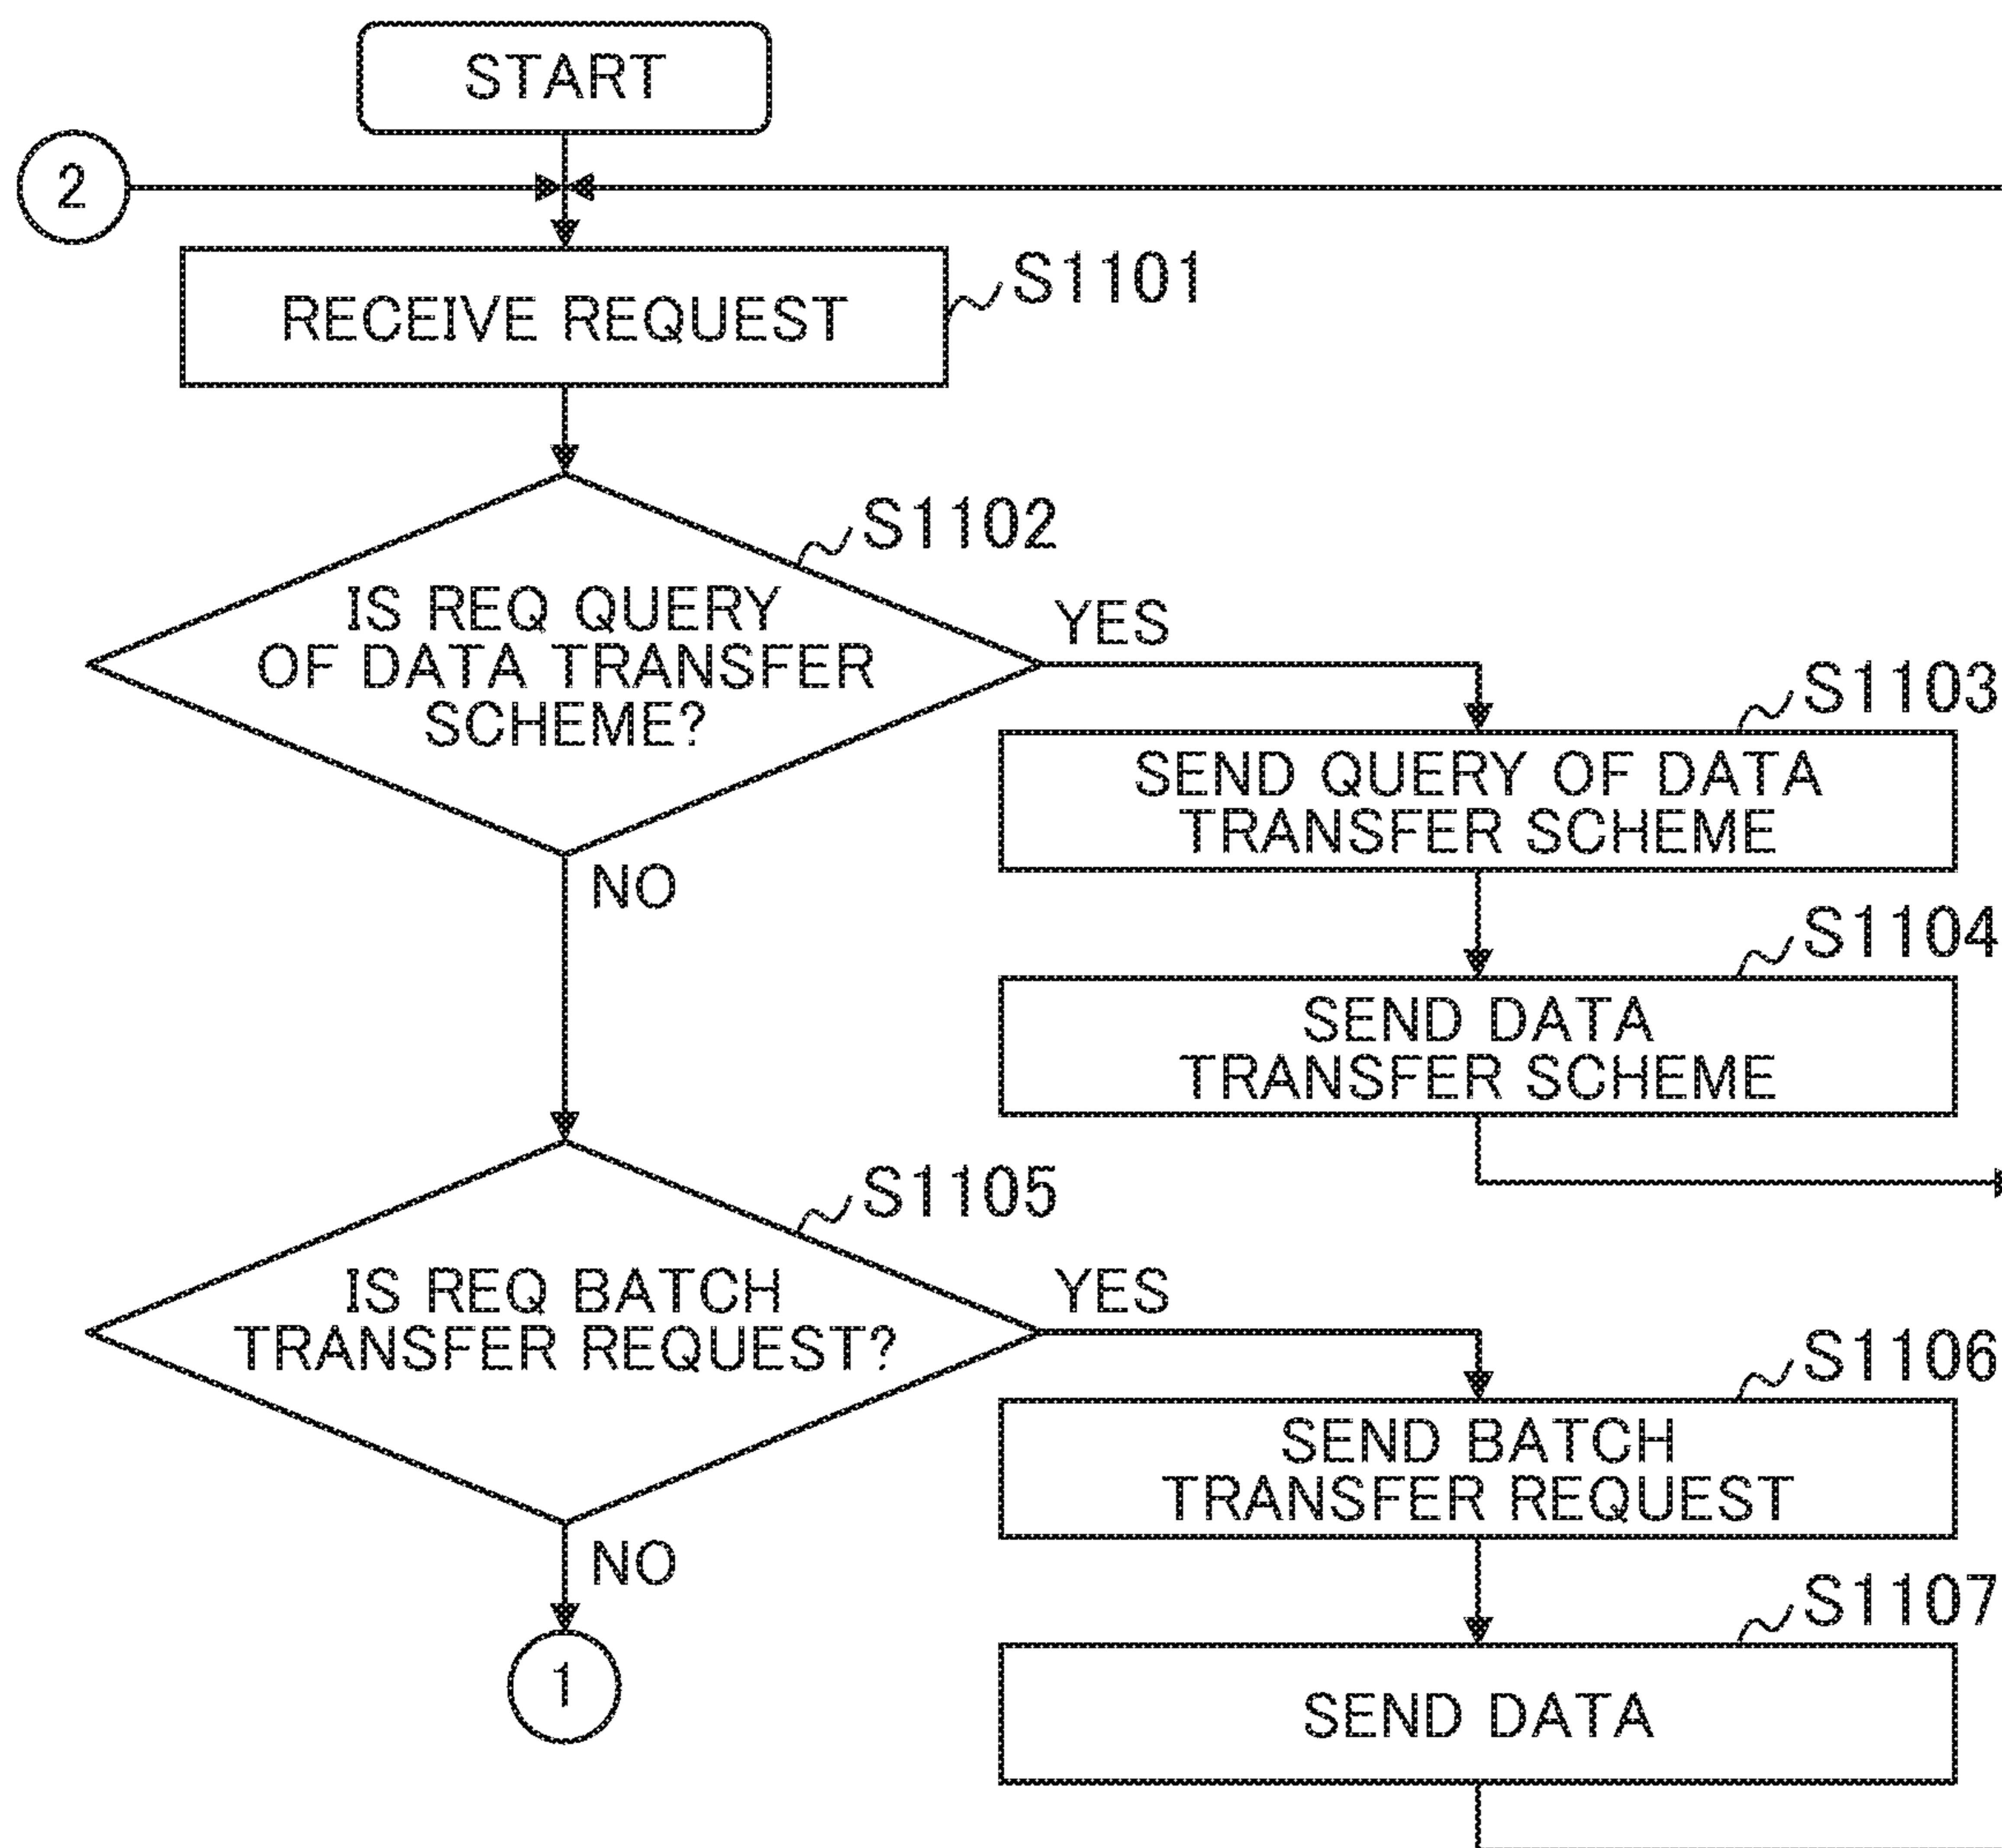 START
2
RECEIVE REQUEST
S1101
S1102
IS REQ QUERY
OF DATA TRANSFER
SCHEME?
YES
NO
S1103
SEND QUERY OF DATA
TRANSFER SCHEME
S1104
SEND DATA
TRANSFER SCHEME
S1105
IS REQ BATCH
TRANSFER REQUEST?
YES
NO
1
S1106
SEND BATCH
TRANSFER REQUEST
S1107
SEND DATA